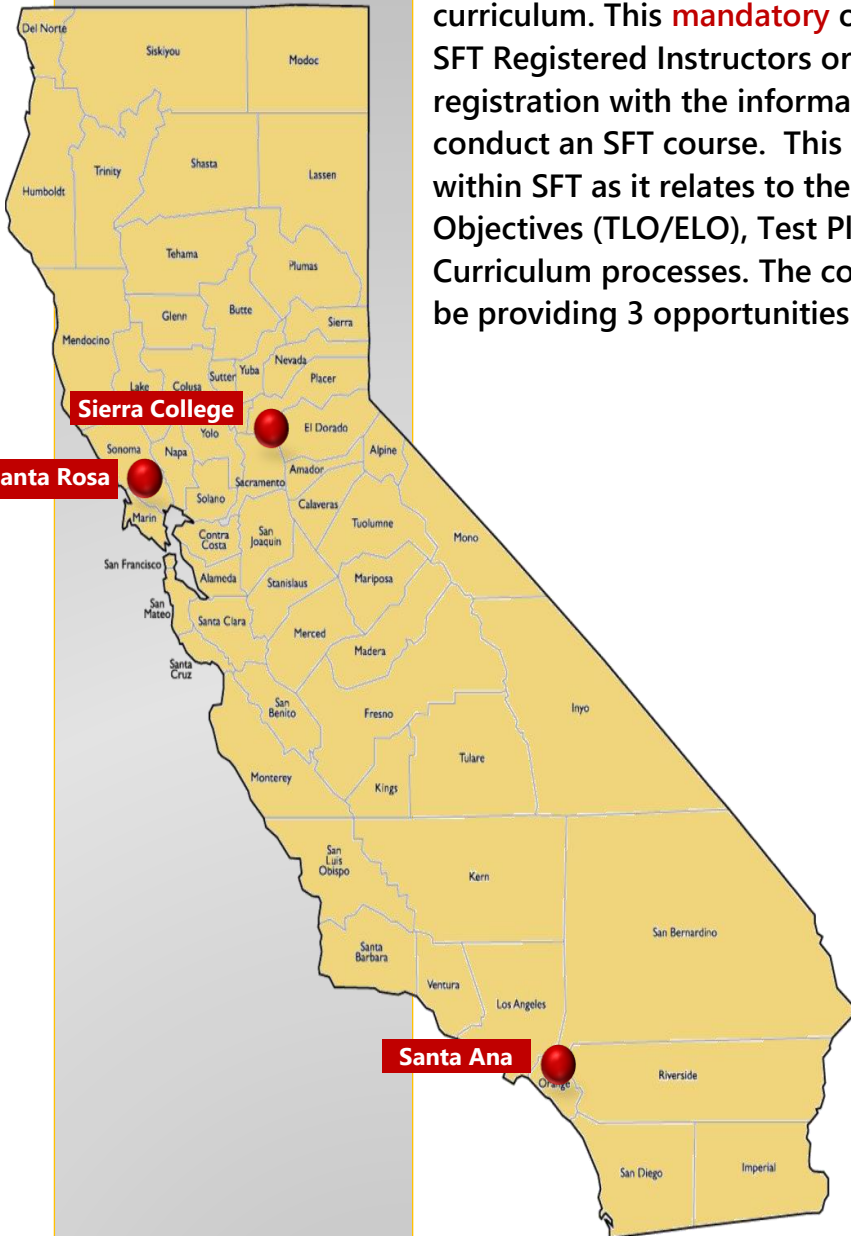 curriculum. This mandatory
SFT Registered Instructors or
registration with the informa
conduct an SFT course. This
within SFT as it relates to the
Objectives (TLO/ELO), Test Pl
Curriculum processes. The co
be providing 3 opportunities
Del Norte
Siskiyou
Modoc
Humboldt
Trinity
Shasta
Lassen
Tehama
Plumas
Mendocino
Glenn
Butte
Sierra
Lake
Colusa
Sutter
Yuba
Nevada
Placer
Sierra College
El Dorado
Yolo
Sonoma
Napa
Alpine
anta Rosa
Sacramento
Amador
Solano
Calaveras
Marin
Contra
Costa
San
Joaquin
Tuolumne
Mono
San Francisco
Alameda
Stanislaus
Mariposa
San
Mateo
Santa Clara
Merced
Madera
Santa
Cruz
San
Benito
Fresno
Inyo
Tulare
Monterey
Kings
San
Luis
Obispo
Kern
San Bernardino
Santa
Barbara
Ventura
Los Angeles
Santa Ana
Orange
Riverside
San Diego
Imperial